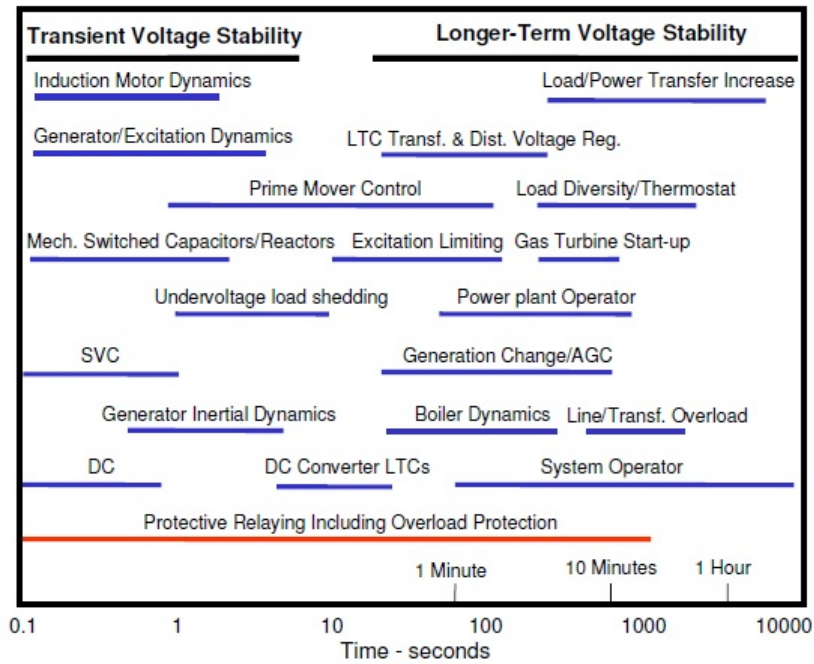 Transient Voltage Stability
Longer-Term Voltage Stability
Induction Motor Dynamics
Load/Power Transfer Increase
Generator/Excitation Dynamics
LTC Transf. & Dist. Voltage Reg.
Prime Mover Control
Load Diversity/Thermostat
Mech. Switched Capacitors/Reactors
Excitation Limiting
Gas Turbine Start-up
Undervoltage load shedding
Power plant Operator
SVC
Generation Change/AGC
Generator Inertial Dynamics
Boiler Dynamics
Line/Transf. Overload
DC
DC Converter LTCs
System Operator
Protective Relaying Including Overload Protection
1 Minute
10 Minutes
1 Hour
0.1
1
10
100
1000
10000
Time - seconds